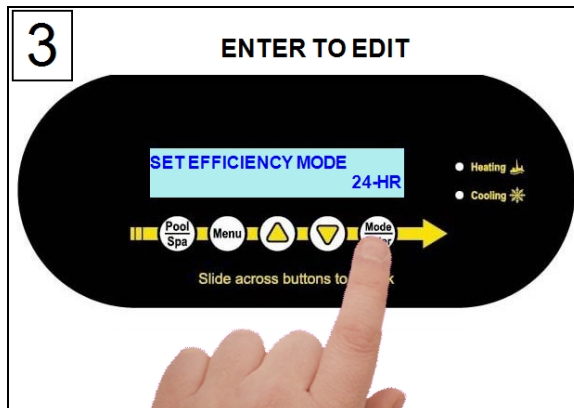 3
ENTER TO EDIT
SET EFFICIENCY MODE
24-HR
Heating
Cooling
Pool
Spa
Menu
Mode
Slide across buttons to